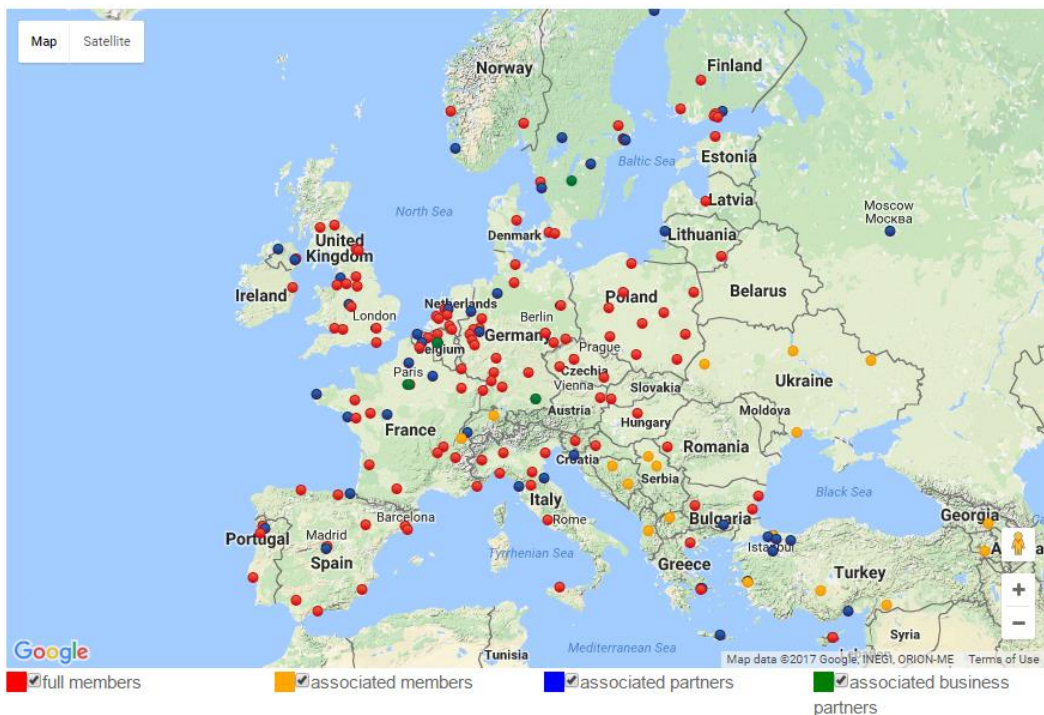 Map
Satellite
Norway
Finland
Estonia
Baltic Sea
Latvia
Moscow
Москва
North Sea
Denmark
Lithuania
United
Kingdom
Ireland
Belarus
Netherlands
Poland
London
Berlin
Germany
Belgium
Prague
Paris
Czechia
Ukraine
Vienna
Slovakia
Austria
Moldova
Hungary
France
Romania
Croatia
Serbia
Italy
Black Sea
Barcelona
Rome
Bulgaria
Georgia
Portugal
Madrid
Istanbul
Tyrrhenian Sea
Spain
Greece
Turkey
Syria
Mediterranean Sea
Tunisia
Google
Map data ©2017 Google, INEGI, ORION-ME
Terms of Use
full members
associated members
associated partners
associated business
partners